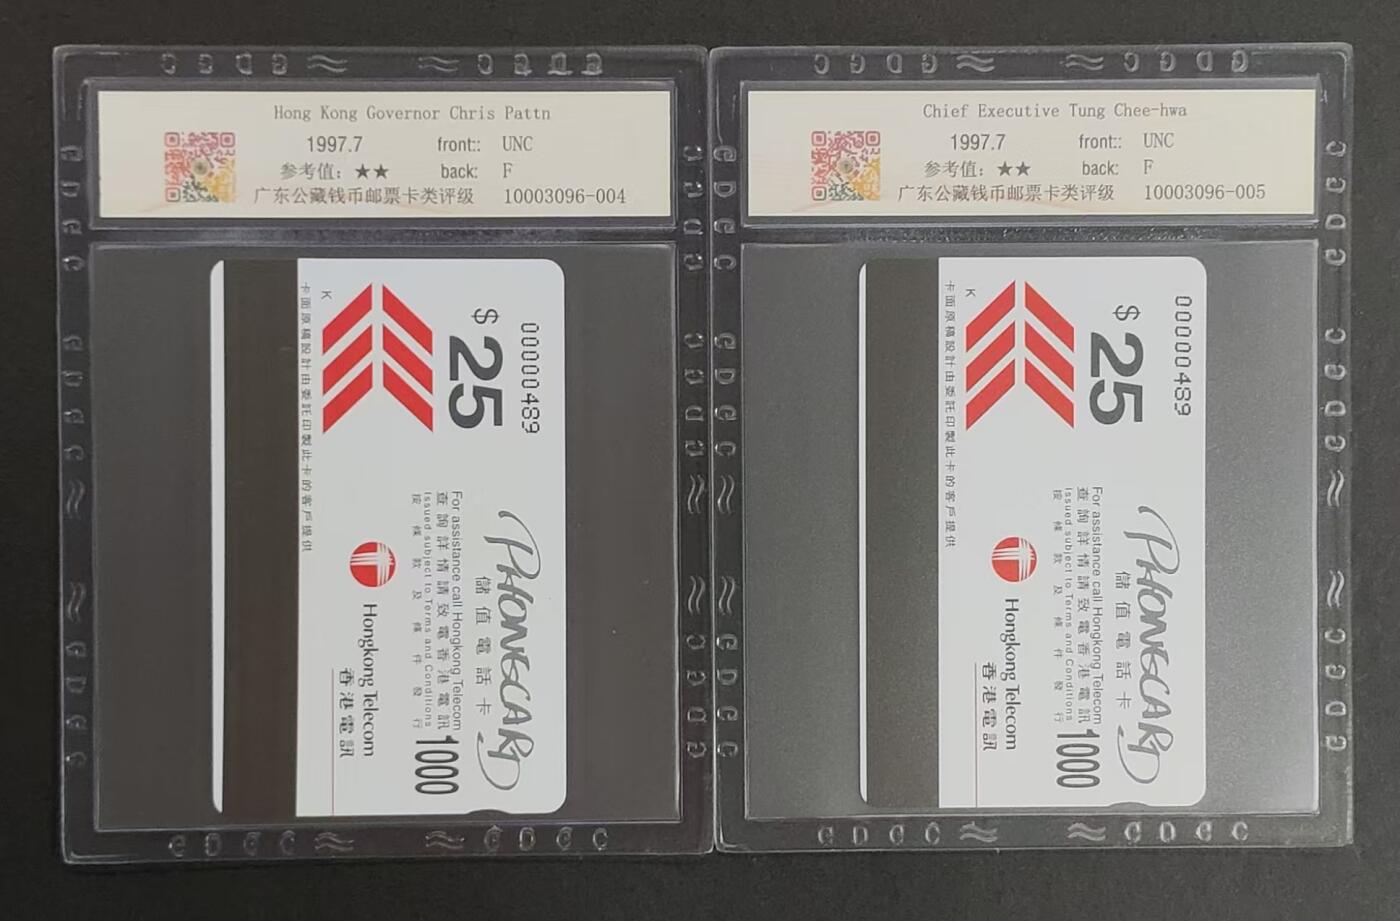 Hong Kong Governor Chris Pattn
1997.7 front:: UNC
参考值：★★ back: F
广东公藏钱币邮票卡类评级 10003096-004
00000489
$25
K
卡面原稿設計由委託印製此卡的客戶提供
PHONECARD
儲值電話卡
For assistance call Hongkong Telecom
查詢詳情請致電香港電訊
Issued subject to Terms and Conditions
按條款及條件發行
1000
Hongkong Telecom
香港電訊
Chief Executive Tung Chee-hwa
1997.7 front:: UNC
参考值：★★ back: F
广东公藏钱币邮票卡类评级 10003096-005
00000489
$25
K
卡面原稿設計由委託印製此卡的客戶提供
PHONECARD
儲值電話卡
For assistance call Hongkong Telecom
查詢詳情請致電香港電訊
Issued subject to Terms and Conditions
按條款及條件發行
1000
Hongkong Telecom
香港電訊